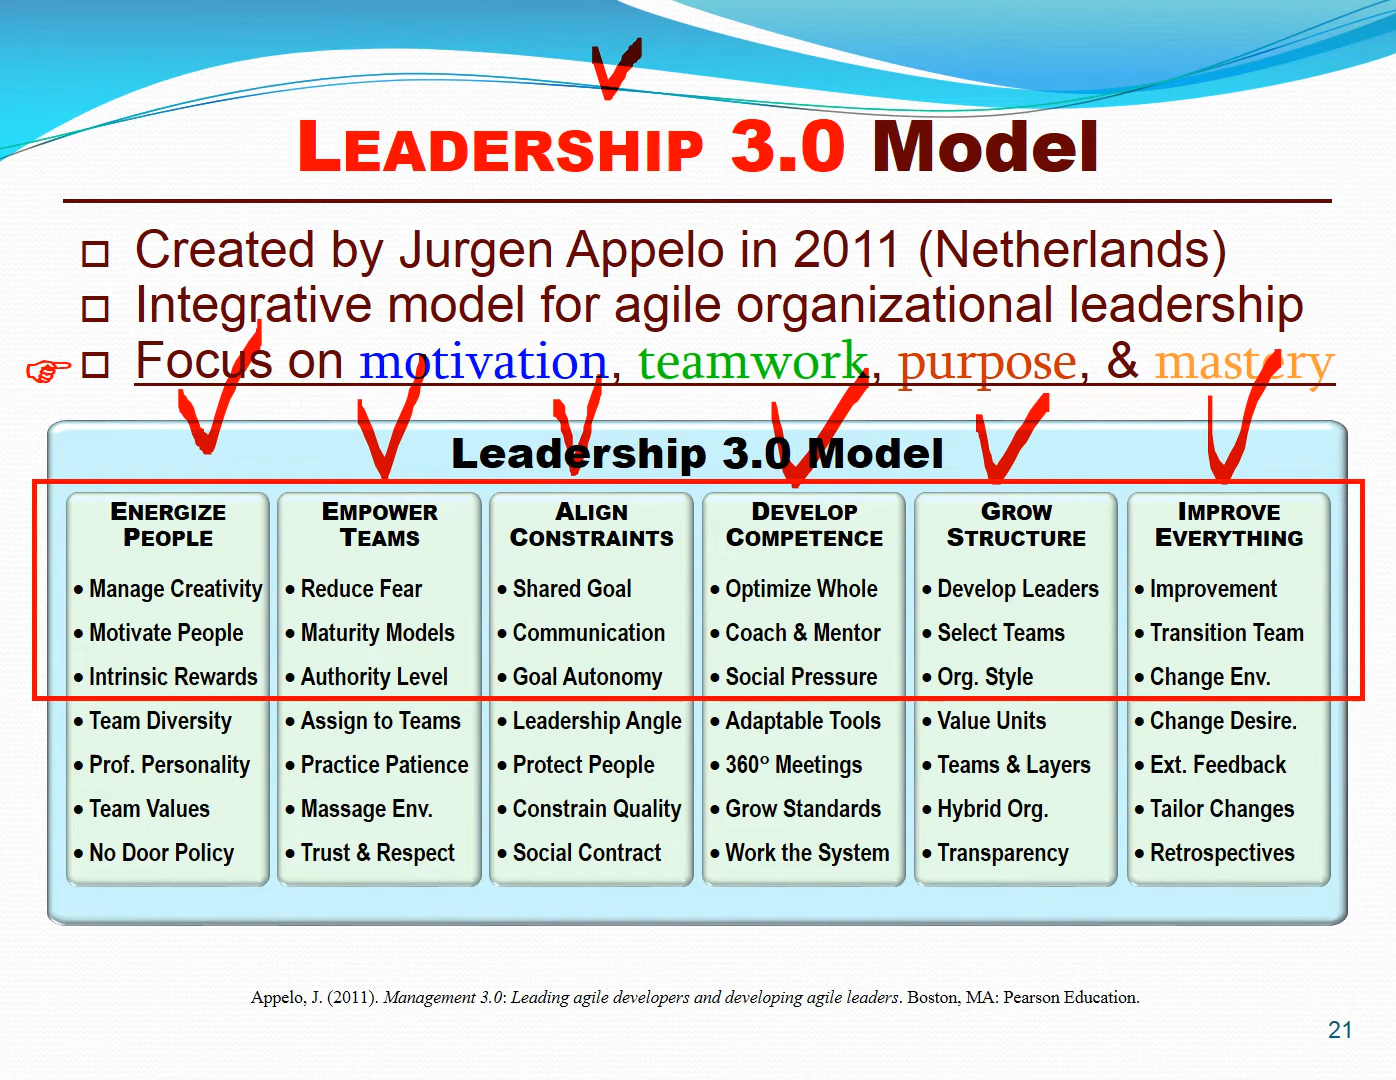 LEADERSHIP 3.0 Model
Created by Jurgen Appelo in 2011 (Netherlands)
Integrative model for agile organizational leadership
Focus on motivation, teamwork, purpose, & mastery
Leadership 3.0 Model
ENERGIZE
PEOPLE
• Manage Creativity
• Motivate People
• Intrinsic Rewards
• Team Diversity
• Prof. Personality
• Team Values
• No Door Policy
EMPOWER
TEAMS
• Reduce Fear
• Maturity Models
• Authority Level
• Assign to Teams
• Practice Patience
• Massage Env.
• Trust & Respect
ALIGN
CONSTRAINTS
• Shared Goal
• Communication
• Goal Autonomy
• Leadership Angle
• Protect People
• Constrain Quality
• Social Contract
DEVELOP
COMPETENCE
• Optimize Whole
• Coach & Mentor
• Social Pressure
• Adaptable Tools
• 360° Meetings
• Grow Standards
• Work the System
GROW
STRUCTURE
• Develop Leaders
• Select Teams
• Org. Style
• Value Units
• Teams & Layers
• Hybrid Org.
• Transparency
IMPROVE
EVERYTHING
• Improvement
• Transition Team
• Change Env.
• Change Desire.
• Ext. Feedback
• Tailor Changes
• Retrospectives
Appelo, J. (2011). Management 3.0: Leading agile developers and developing agile leaders. Boston, MA: Pearson Education.
21